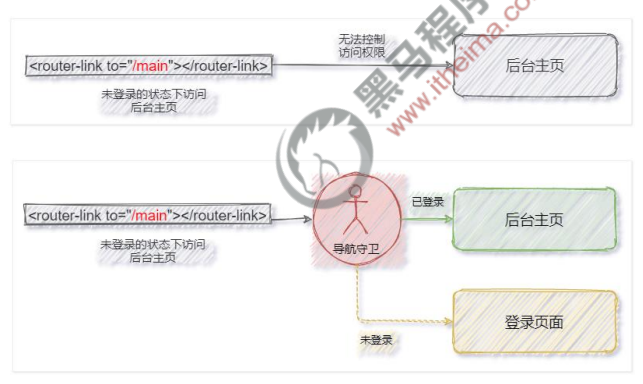 无法控制
访问权限
<router-link to="/main"></router-link>
后台主页
未登录的状态下访问
后台主页
黑马程序
www.itheima.com
已登录
<router-link to="/main"></router-link>
后台主页
导航守卫
未登录的状态下访问
后台主页
登录页面
未登录